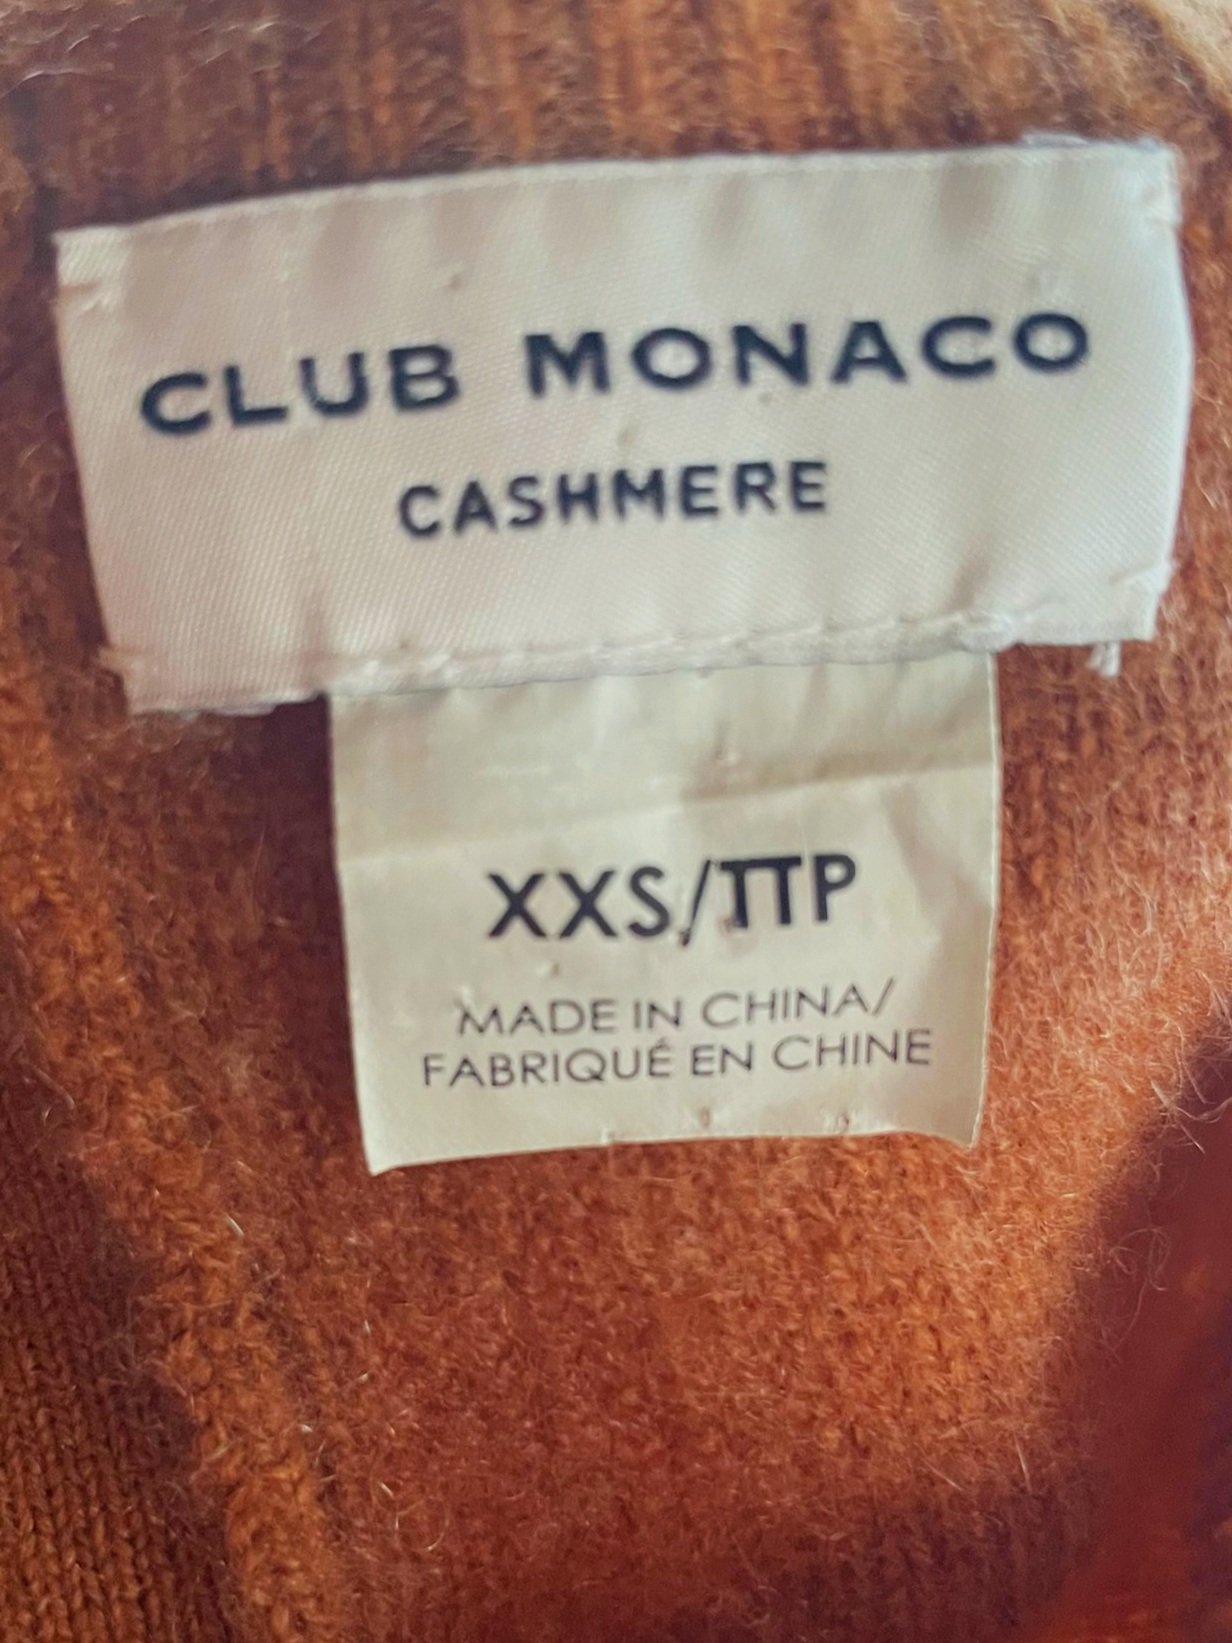 CLUB MONACO
CASHMERE
XXS/TTP
MADE IN CHINA/
FABRIQUÉ EN CHINE